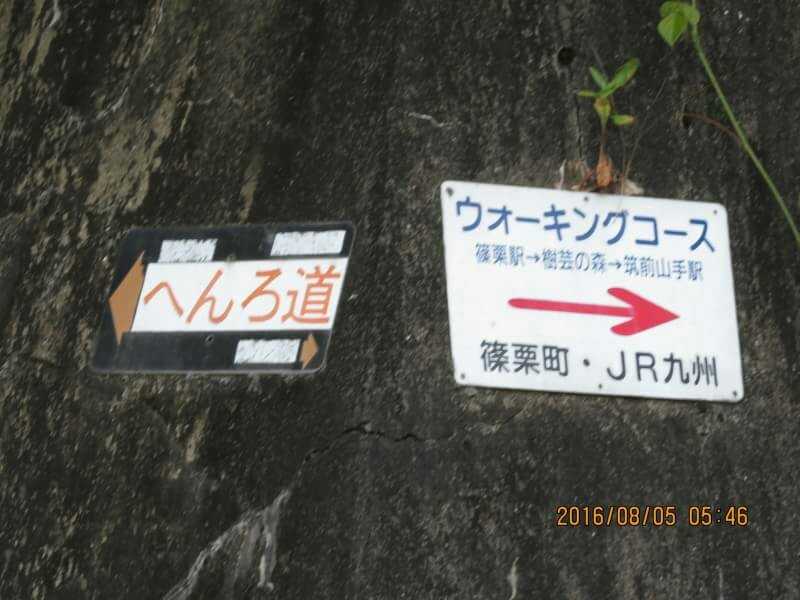 へんろ道
ウオーキングコース
篠栗駅→樹芸の森→筑前山手駅
篠栗町・JR九州
2016/08/05 05:46